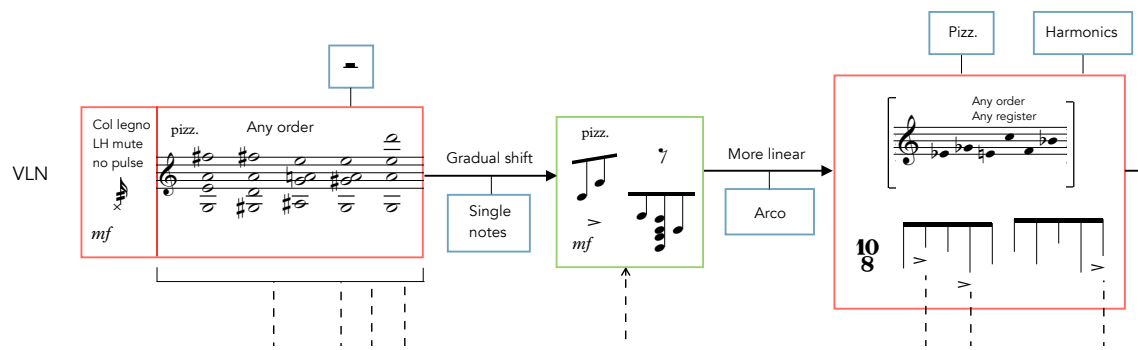 Pizz.
Harmonics
Col legno
LH mute
no pulse
pizz.
Any order
mf
VLN
Gradual shift
Single
notes
pizz.
mf
More linear
Arco
Any order
Any register
10
8